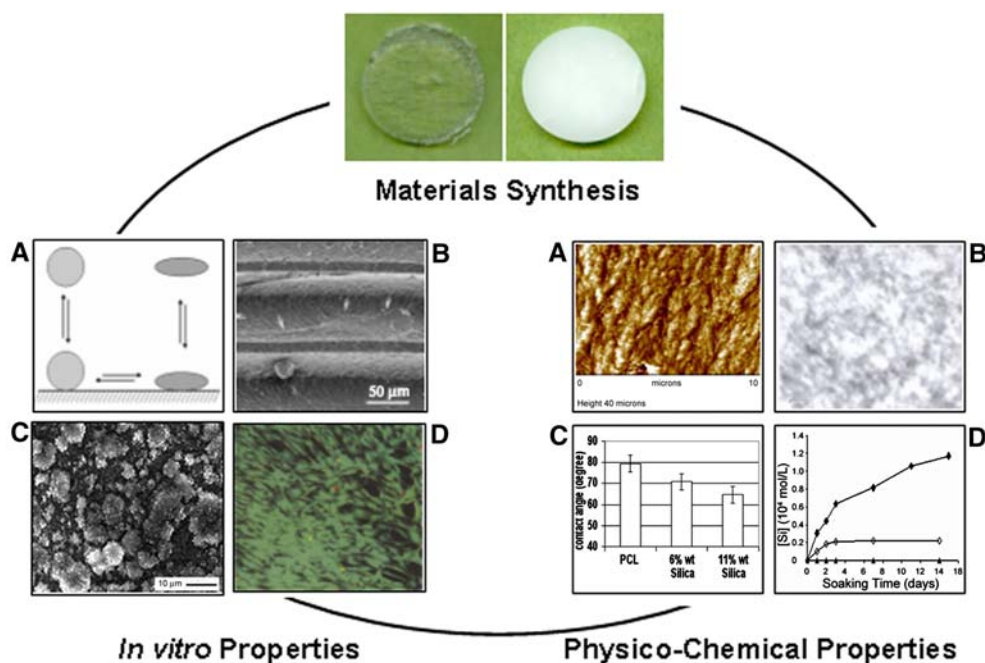 Materials Synthesis
A
B
50 µm
C
D
10 µm
In vitro Properties
A
0 microns 10
Height 40 microns
B
C
contact angle (degree)
90
80
70
60
50
40
PCL
6% wt
Silica
11% wt
Silica
D
[Si] (10⁴ mol/L)
1.4
1.2
1.0
0.8
0.6
0.4
0.2
0
0 2 4 6 8 10 12 14 16 18
Soaking Time (days)
Physico-Chemical Properties